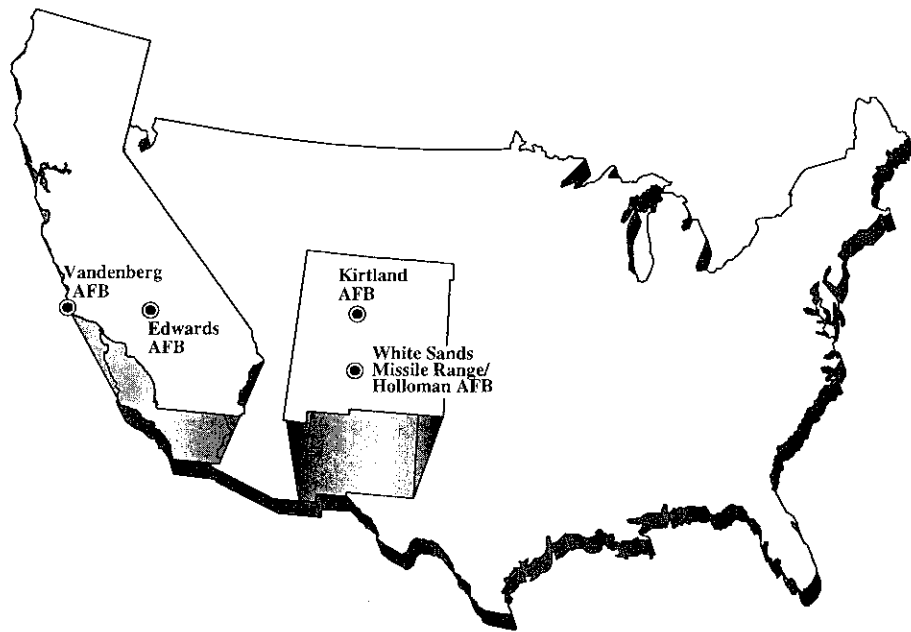 Vandenberg
AFB
Edwards
AFB
Kirtland
AFB
White Sands
Missile Range/
Holloman AFB